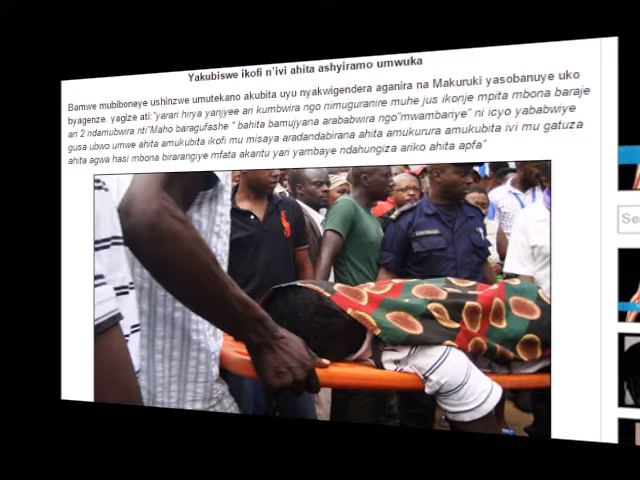 Yakubiswe ikofi n'ivi ahita ashyiramo umwuka
Bamwe mubiboneye ushinzwe umutekano akubita uyu nyakwigendera aganira na Makuruki yasobanuye uko
byagenze. yagize ati:"yarari hirya yanjyee ari kumbwira ngo nimuguranire muhe jus ikonje mpita mbona baraje
ari 2 ndamubwira nti"Maho baragufashe " bahita bamujyana arababwira ngo"mwambariye" ni icyo yababwiye
gusa ubwo umwe ahita amukubita ikofi mu misaya aradandabirana ahita amukurura amukubita ivi mu gatuza
ahita agwa hasi mbona birarangiye mfata akantu yari yambaye ndahungiza ariko ahita apfa"
Se